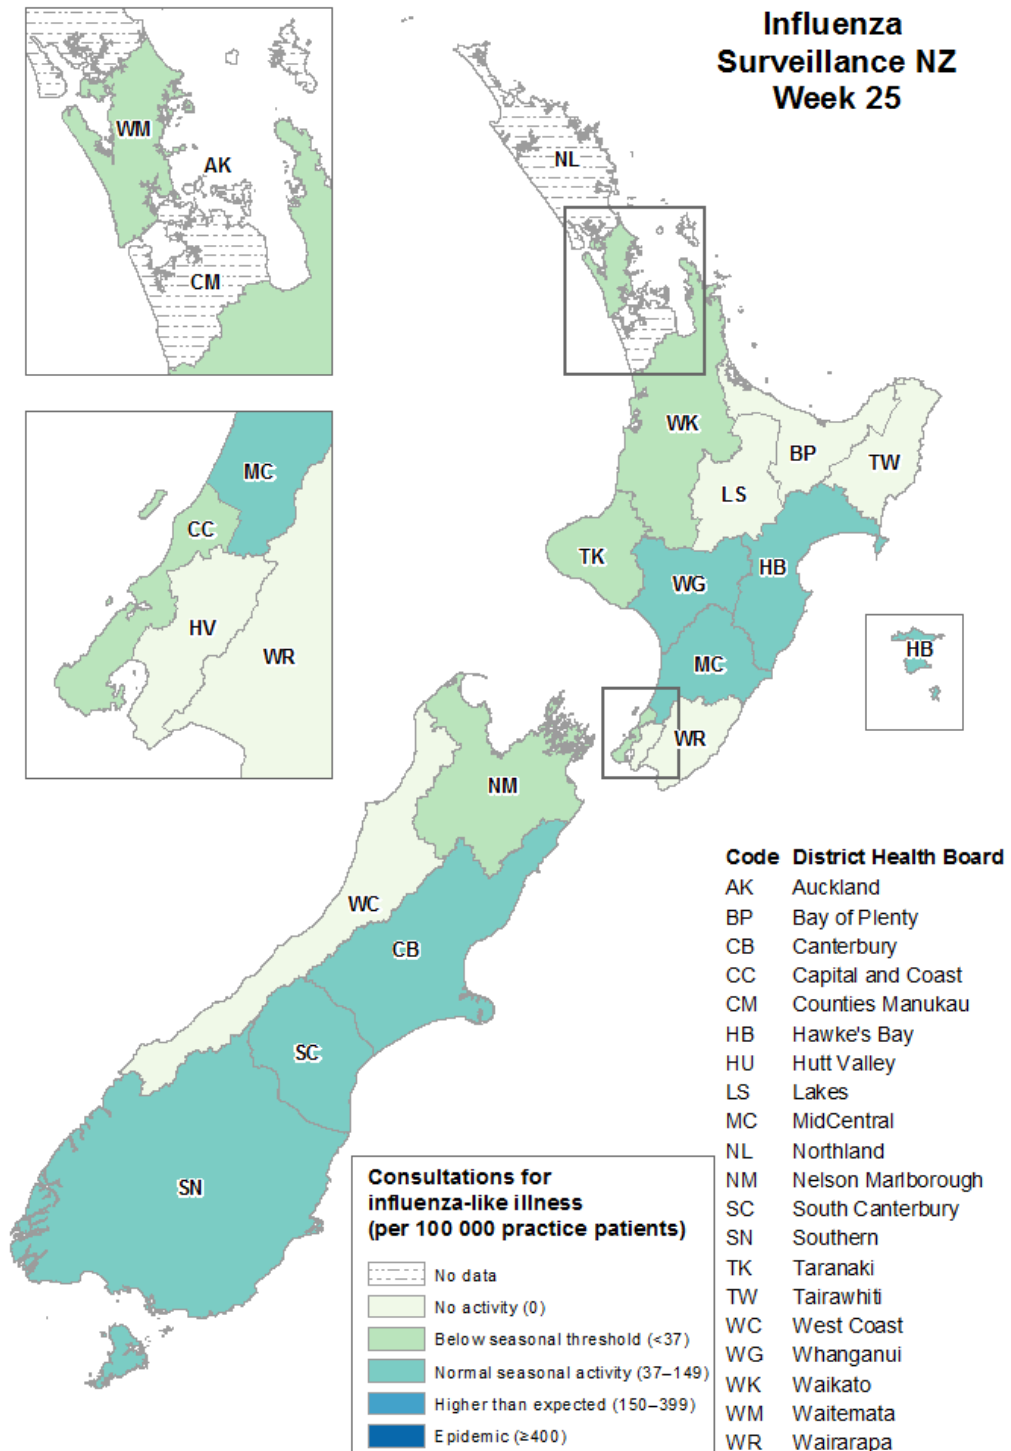 Influenza
Surveillance NZ
Week 25
WM
AK
CM
NL
WK
BP
TW
LS
TK
WG
HB
MC
WR
HB
MC
CC
HV
WR
NM
WC
CB
SC
SN
Code District Health Board
AK Auckland
BP Bay of Plenty
CB Canterbury
CC Capital and Coast
CM Counties Manukau
HB Hawke's Bay
HU Hutt Valley
LS Lakes
MC MidCentral
NL Northland
NM Nelson Marlborough
SC South Canterbury
SN Southern
TK Taranaki
TW Tairawhiti
WC West Coast
WG Whanganui
WK Waikato
WM Waitemata
WR Wairarapa
Consultations for
influenza-like illness
(per 100 000 practice patients)
No data
No activity (0)
Below seasonal threshold (<37)
Normal seasonal activity (37–149)
Higher than expected (150–399)
Epidemic (≥400)